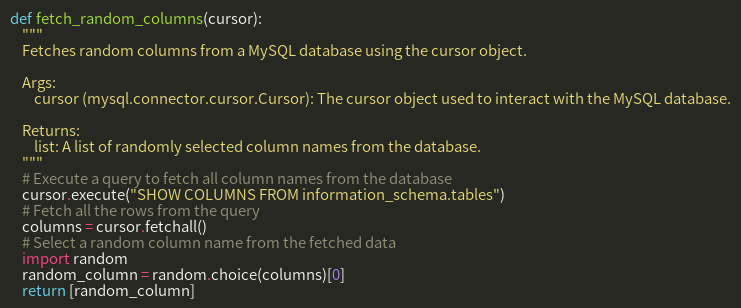 def fetch_random_columns(cursor):
    """
    Fetches random columns from a MySQL database using the cursor object.

    Args:
        cursor (mysql.connector.cursor.Cursor): The cursor object used to interact with the MySQL database.

    Returns:
        list: A list of randomly selected column names from the database.
    """
    # Execute a query to fetch all column names from the database
    cursor.execute("SHOW COLUMNS FROM information_schema.tables")
    # Fetch all the rows from the query
    columns = cursor.fetchall()
    # Select a random column name from the fetched data
    import random
    random_column = random.choice(columns)[0]
    return [random_column]